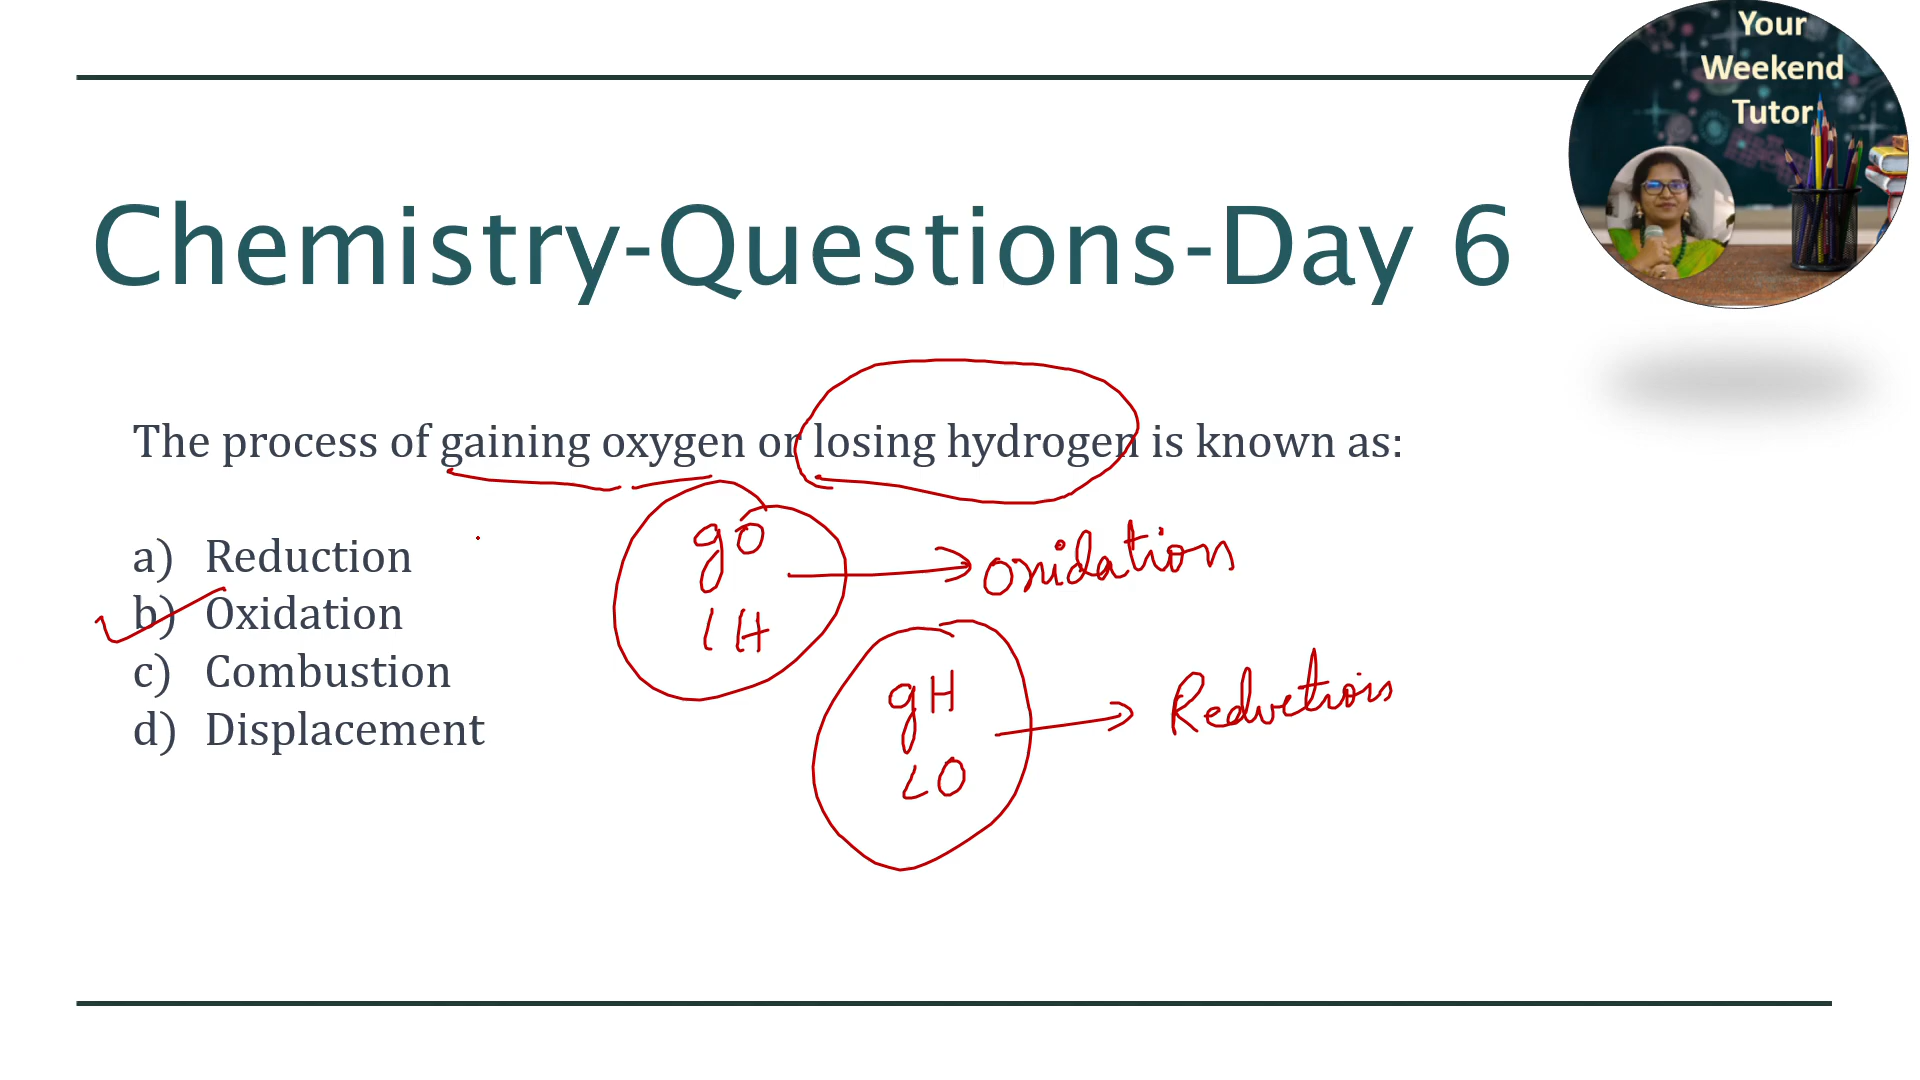 Your
Weekend
Tutor
Chemistry-Questions-Day 6
The process of gaining oxygen or losing hydrogen is known as:
a) Reduction
b) Oxidation
c) Combustion
d) Displacement
gO
lH
Oxidation
gH
LO
Reduction